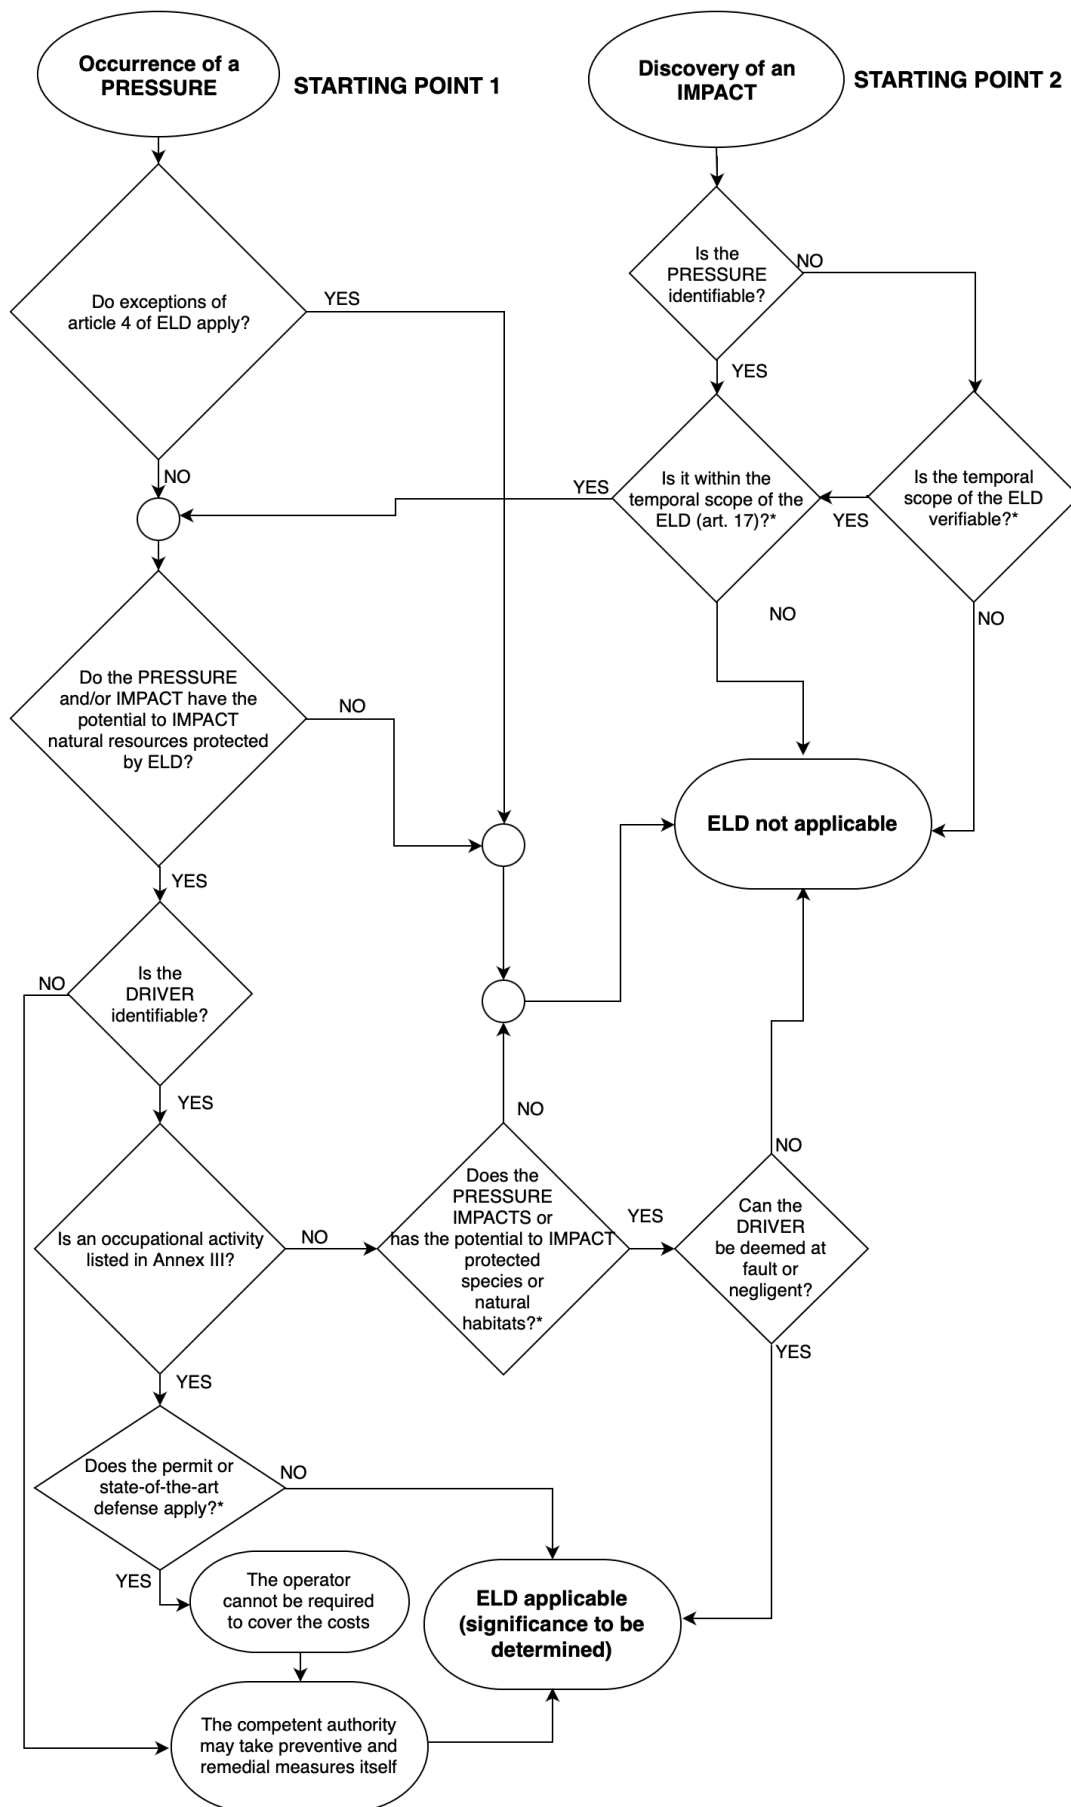 Occurrence of a
PRESSURE
STARTING POINT 1
Discovery of an
IMPACT
STARTING POINT 2
Is the
PRESSURE
identifiable?
NO
YES
Do exceptions of
article 4 of ELD apply?
YES
NO
Is it within the
temporal scope of the
ELD (art. 17)?*
YES
NO
Is the temporal
scope of the ELD
verifiable?*
YES
NO
Do the PRESSURE
and/or IMPACT have the
potential to IMPACT
natural resources protected
by ELD?
NO
YES
ELD not applicable
Is the
DRIVER
identifiable?
NO
YES
Is an occupational activity
listed in Annex III?
NO
YES
Does the
PRESSURE
IMPACTS or
has the potential to IMPACT
protected
species or
natural
habitats?*
NO
YES
Can the
DRIVER
be deemed at
fault or
negligent?
NO
YES
Does the permit or
state-of-the-art
defense apply?*
NO
YES
The operator
cannot be required
to cover the costs
ELD applicable
(significance to be
determined)
The competent authority
may take preventive and
remedial measures itself